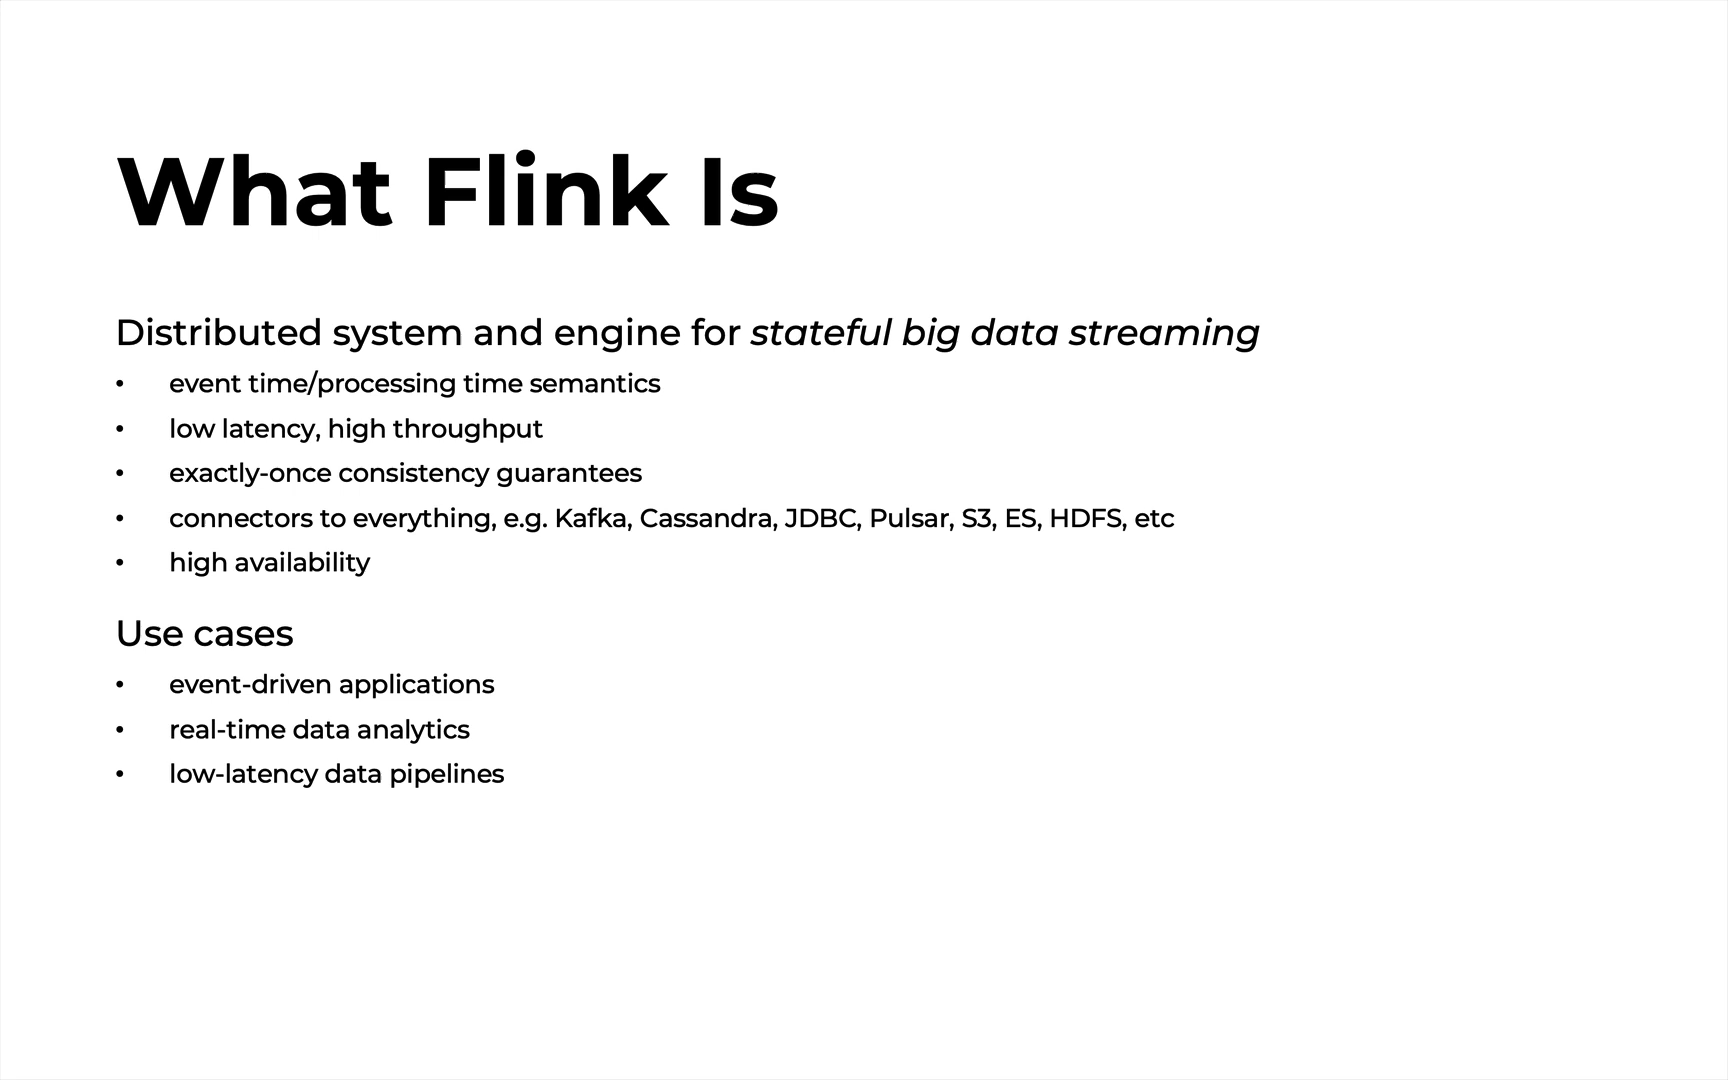 What Flink Is
Distributed system and engine for stateful big data streaming
• event time/processing time semantics
• low latency, high throughput
• exactly-once consistency guarantees
• connectors to everything, e.g. Kafka, Cassandra, JDBC, Pulsar, S3, ES, HDFS, etc
• high availability
Use cases
• event-driven applications
• real-time data analytics
• low-latency data pipelines